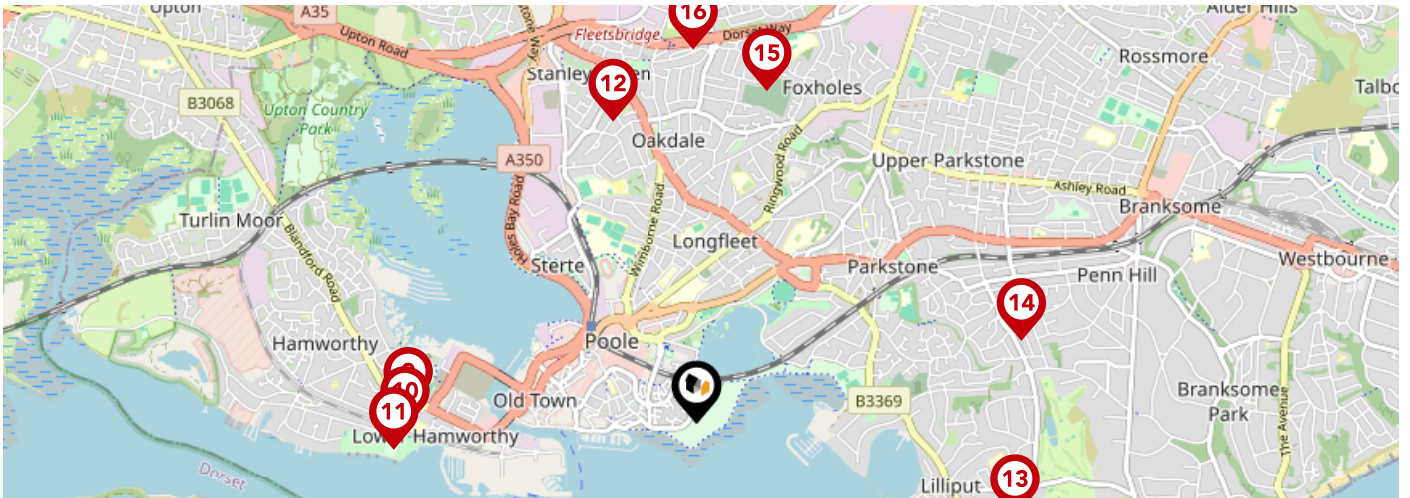 Upton
A35
Upton Road
Fleetsbridge
16
Dorset Way
Alder Hills
15
Rossmore
12
Foxholes
B3068
Upton Country
Park
Oakdale
A350
Upper Parkstone
Ringwood Road
Ashley Road
Turlin Moor
Holes Bay Road
Wimborne Road
Branksome
Longfleet
Blandford Road
Sterte
Parkstone
Penn Hill
Westbourne
14
Poole
Hamworthy
10
11
Old Town
B3369
Branksome
Park
The Avenue
Hamworthy
Dorset
Lilliput
13